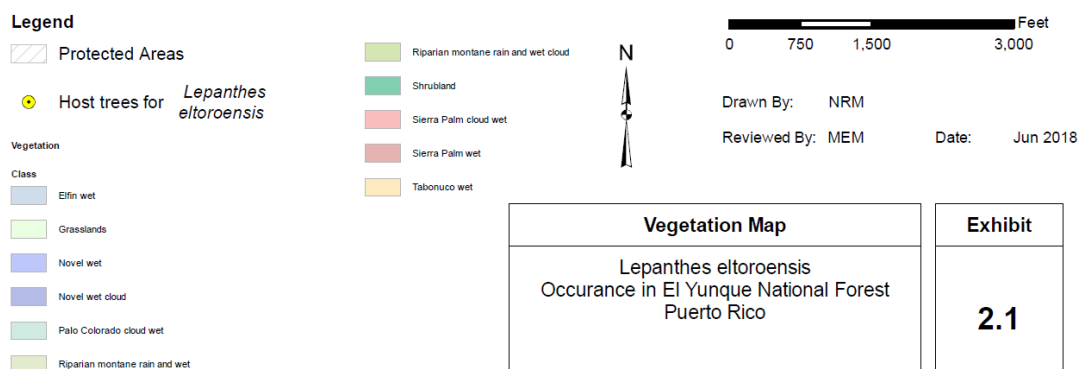 Legend
Protected Areas
Host trees for Lepanthes
eltoroensis
Vegetation
Class
Elfin wet
Grasslands
Novel wet
Novel wet cloud
Palo Colorado cloud wet
Riparian montane rain and wet
Riparian montane rain and wet cloud
Shrubland
Sierra Palm cloud wet
Sierra Palm wet
Tabonuco wet
N
Feet
0 750 1,500 3,000
Drawn By: NRM
Reviewed By: MEM Date: Jun 2018
Vegetation Map
Lepanthes eltoroensis
Occurance in El Yunque National Forest
Puerto Rico
Exhibit
2.1